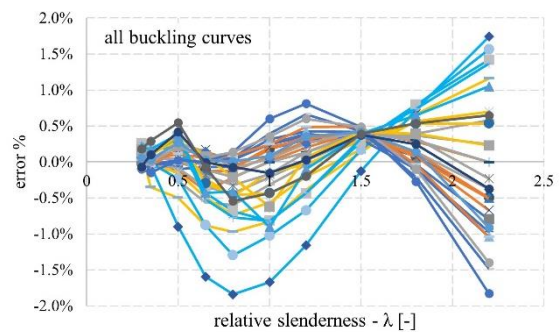 2.0%
1.5%
all buckling curves
1.0%
0.5%
0.0%
0 0.5 1 1.5 2 2.5
-0.5%
-1.0%
-1.5%
-2.0%
error %
relative slenderness - λ [-]